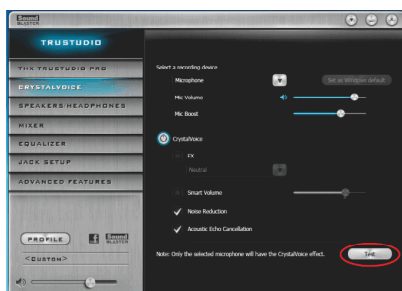 Sound
BLASTER
TRUSTUDIO
THX TRUSTUDIO PRO
CRYSTALVOICE
SPEAKERS/HEADPHONES
MIXER
EQUALIZER
JACK SETUP
ADVANCED FEATURES
PROFILE
f
Sound
BLASTER
<CUSTOM>
Select a recording device
Microphone
Set as Windows default
Mic Volume
Mic Boost
CrystalVoice
FX
Neutral
Smart Volume
Noise Reduction
Acoustic Echo Cancellation
Note: Only the selected microphone will have the CrystalVoice effect.
Test